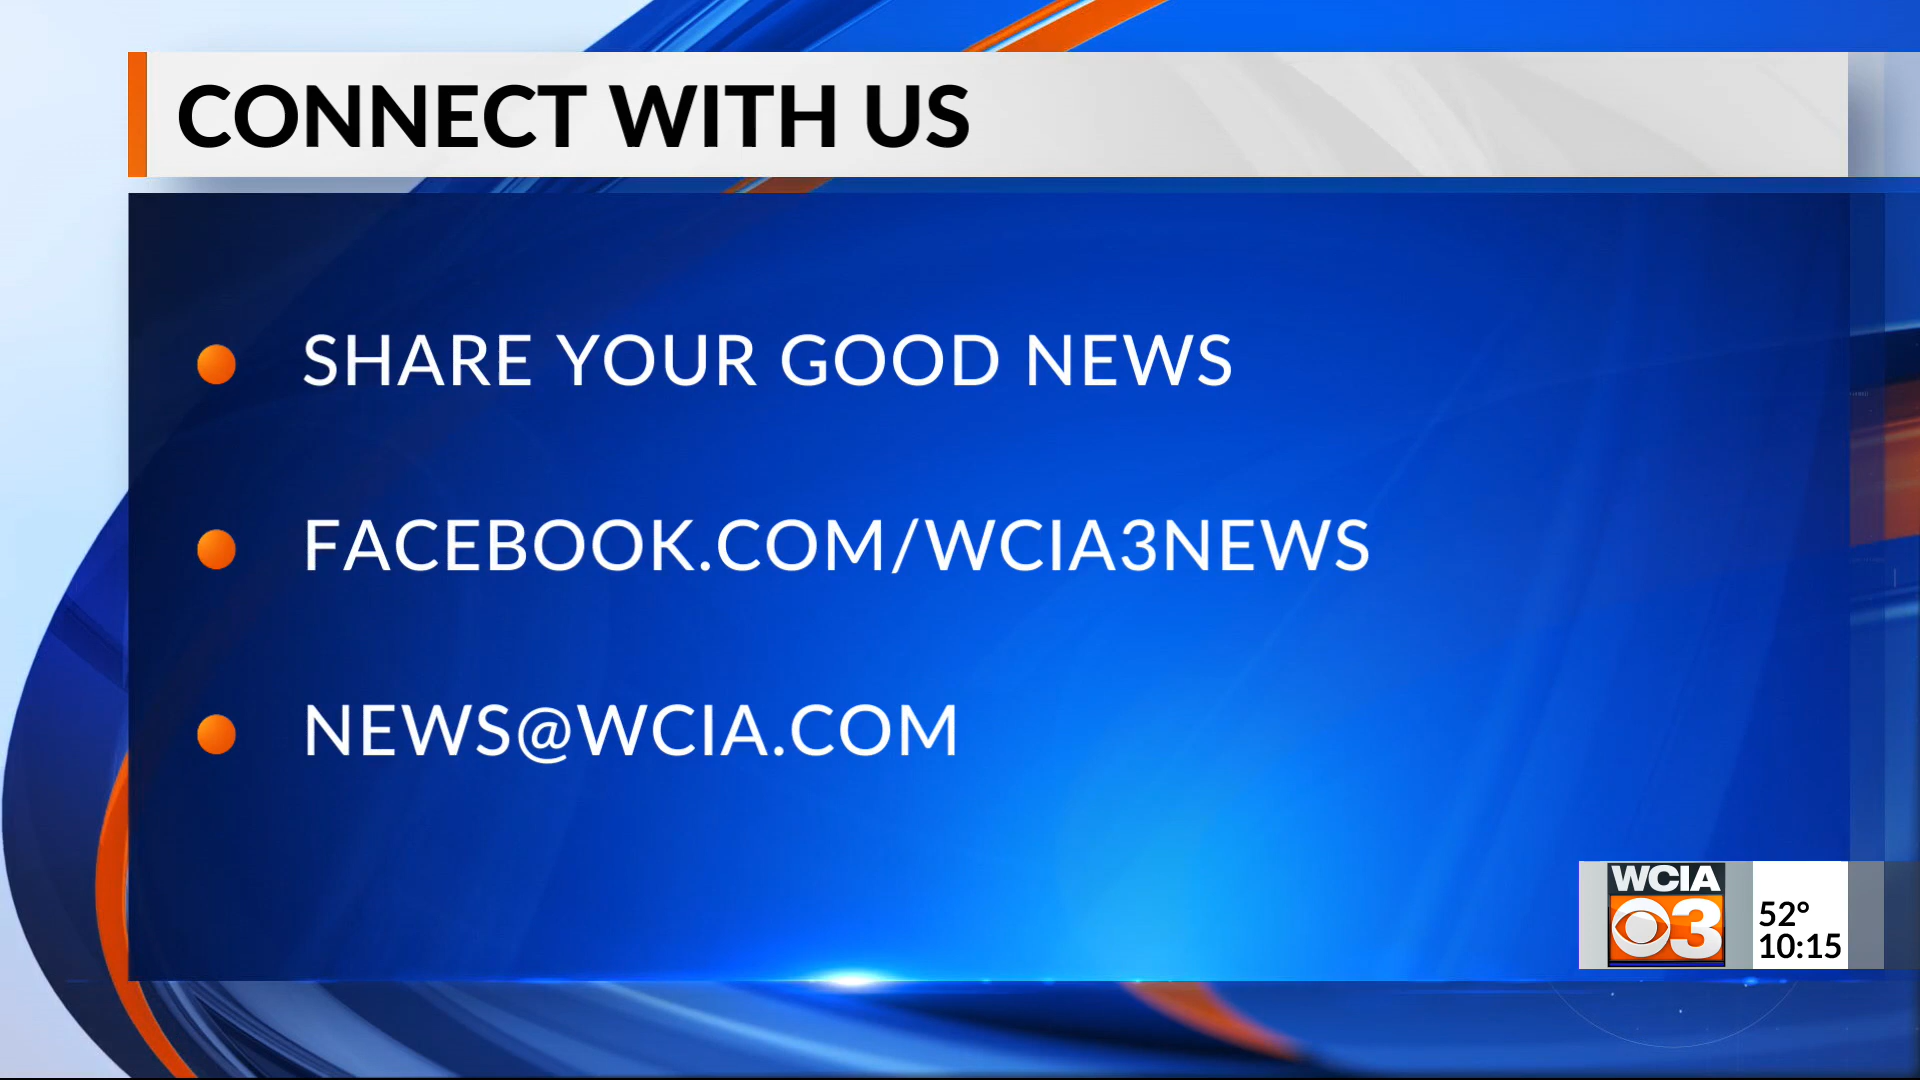 CONNECT WITH US
SHARE YOUR GOOD NEWS
FACEBOOK.COM/WCIA3NEWS
NEWS@WCIA.COM
WCIA
3
52°
10:15